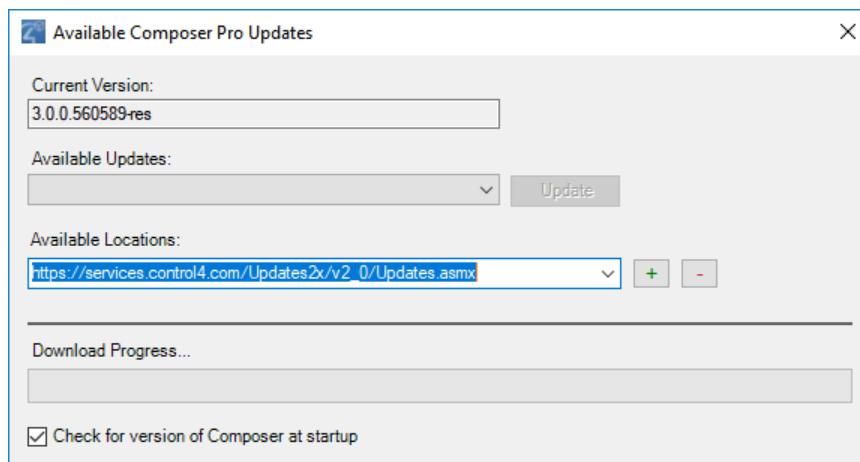 Available Composer Pro Updates
Current Version:
3.0.0.560589-res
Available Updates:
Update
Available Locations:
https://services.control4.com/Updates2x/v2_0/Updates.asmx
+ -
Download Progress...
Check for version of Composer at startup